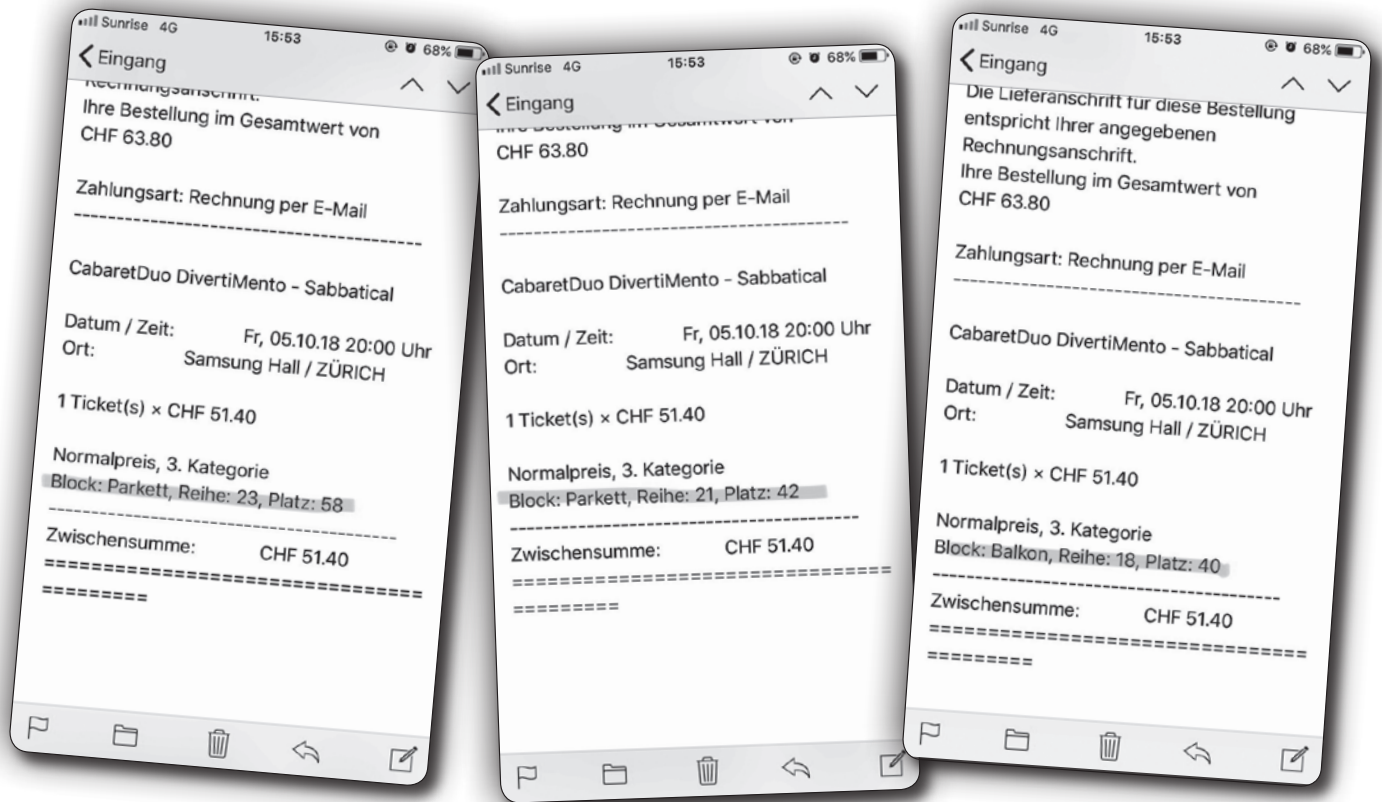 Sunrise 4G 15:53 68%
Eingang
Rechnungsanschrift.
Ihre Bestellung im Gesamtwert von
CHF 63.80
Zahlungsart: Rechnung per E-Mail
----------------------------------------
CabaretDuo DivertiMento - Sabbatical
Datum / Zeit: Fr, 05.10.18 20:00 Uhr
Ort: Samsung Hall / ZÜRICH
1 Ticket(s) × CHF 51.40
Normalpreis, 3. Kategorie
Block: Parkett, Reihe: 23, Platz: 58
----------------------------------------
Zwischensumme: CHF 51.40
================================
=========
Sunrise 4G 15:53 68%
Eingang
Ihre Bestellung im Gesamtwert von
CHF 63.80
Zahlungsart: Rechnung per E-Mail
----------------------------------------
CabaretDuo DivertiMento - Sabbatical
Datum / Zeit: Fr, 05.10.18 20:00 Uhr
Ort: Samsung Hall / ZÜRICH
1 Ticket(s) × CHF 51.40
Normalpreis, 3. Kategorie
Block: Parkett, Reihe: 21, Platz: 42
----------------------------------------
Zwischensumme: CHF 51.40
================================
=========
Sunrise 4G 15:53 68%
Eingang
Die Lieferanschrift für diese Bestellung
entspricht Ihrer angegebenen
Rechnungsanschrift.
Ihre Bestellung im Gesamtwert von
CHF 63.80
Zahlungsart: Rechnung per E-Mail
----------------------------------------
CabaretDuo DivertiMento - Sabbatical
Datum / Zeit: Fr, 05.10.18 20:00 Uhr
Ort: Samsung Hall / ZÜRICH
1 Ticket(s) × CHF 51.40
Normalpreis, 3. Kategorie
Block: Balkon, Reihe: 18, Platz: 40
----------------------------------------
Zwischensumme: CHF 51.40
================================
=========